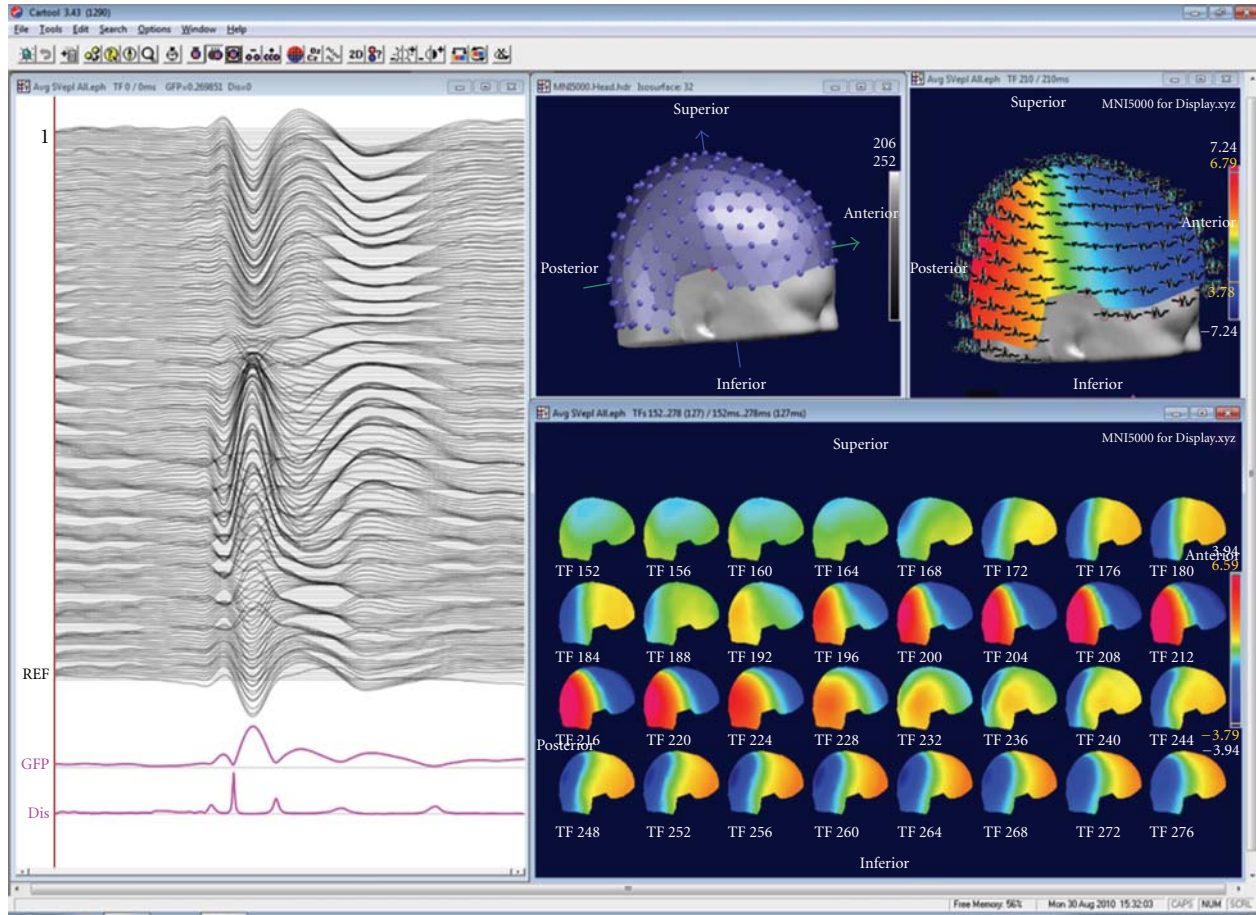 Cartool 3.43 (1290)
File Tools Edit Search Options Window Help
2D
Avg SVepl All.eph TF 0 / 0ms GFP=0.269851 Dis=0
1
REF
GFP
Dis
MNI5000.Head.hdr Isosurface: 32
Superior
206
252
Anterior
Posterior
Inferior
Avg SVepl All.eph TF 210 / 210ms
Superior
MNI5000 for Display.xyz
7.24
6.79
Anterior
Posterior
3.78
−7.24
Inferior
Avg SVepl All.eph TFs 152..278 (127) / 152ms..278ms (127ms)
MNI5000 for Display.xyz
Superior
TF 152 TF 156 TF 160 TF 164 TF 168 TF 172 TF 176 TF 180
Anterior
3.94
6.59
TF 184 TF 188 TF 192 TF 196 TF 200 TF 204 TF 208 TF 212
TF 216 TF 220 TF 224 TF 228 TF 232 TF 236 TF 240 TF 244
Posterior
−3.79
−3.94
TF 248 TF 252 TF 256 TF 260 TF 264 TF 268 TF 272 TF 276
Inferior
Free Memory: 56% Mon 30 Aug 2010 15:32:03 CAPS NUM SCRL